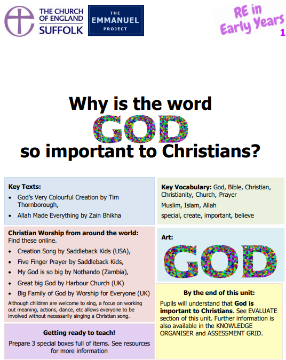 THE CHURCH
OF ENGLAND
SUFFOLK
THE
EMMANUEL
PROJECT
RE in
Early Years
1
Why is the word
GOD
so important to Christians?
Key Texts:
• God's Very Colourful Creation by Tim
Thornborough,
• Allah Made Everything by Zain Bhikha
Key Vocabulary: God, Bible, Christian,
Christianity, Church, Prayer
Muslim, Islam, Allah
special, create, important, believe
Christian Worship from around the world:
Find these online.
• Creation Song by Saddleback Kids (USA),
• Five Finger Prayer by Saddleback Kids,
• My God is so big by Nothando (Zambia),
• Great big God by Harbour Church (UK)
• Big Family of God by Worship for Everyone (UK)
Although children are welcome to sing, a focus on working
out meaning, actions, dance, etc allows everyone to be
involved without necessarily singing a Christian song.
Art:
GOD
By the end of this unit:
Pupils will understand that God is
important to Christians. See EVALUATE
section of this unit. Further information is
also available in the KNOWLEDGE
ORGANISER and ASSESSMENT GRID.
Getting ready to teach!
Prepare 3 special boxes full of items. See resources
for more information